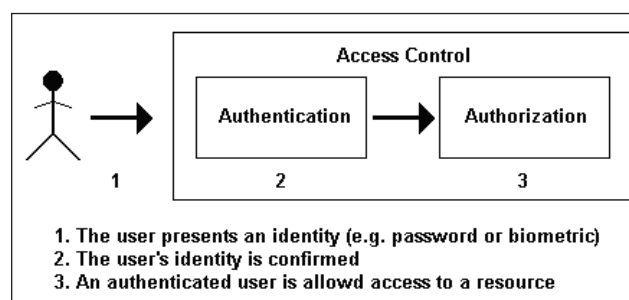 Access Control
Authentication
Authorization
1
2
3
1. The user presents an identity (e.g. password or biometric)
2. The user's identity is confirmed
3. An authenticated user is allowd access to a resource